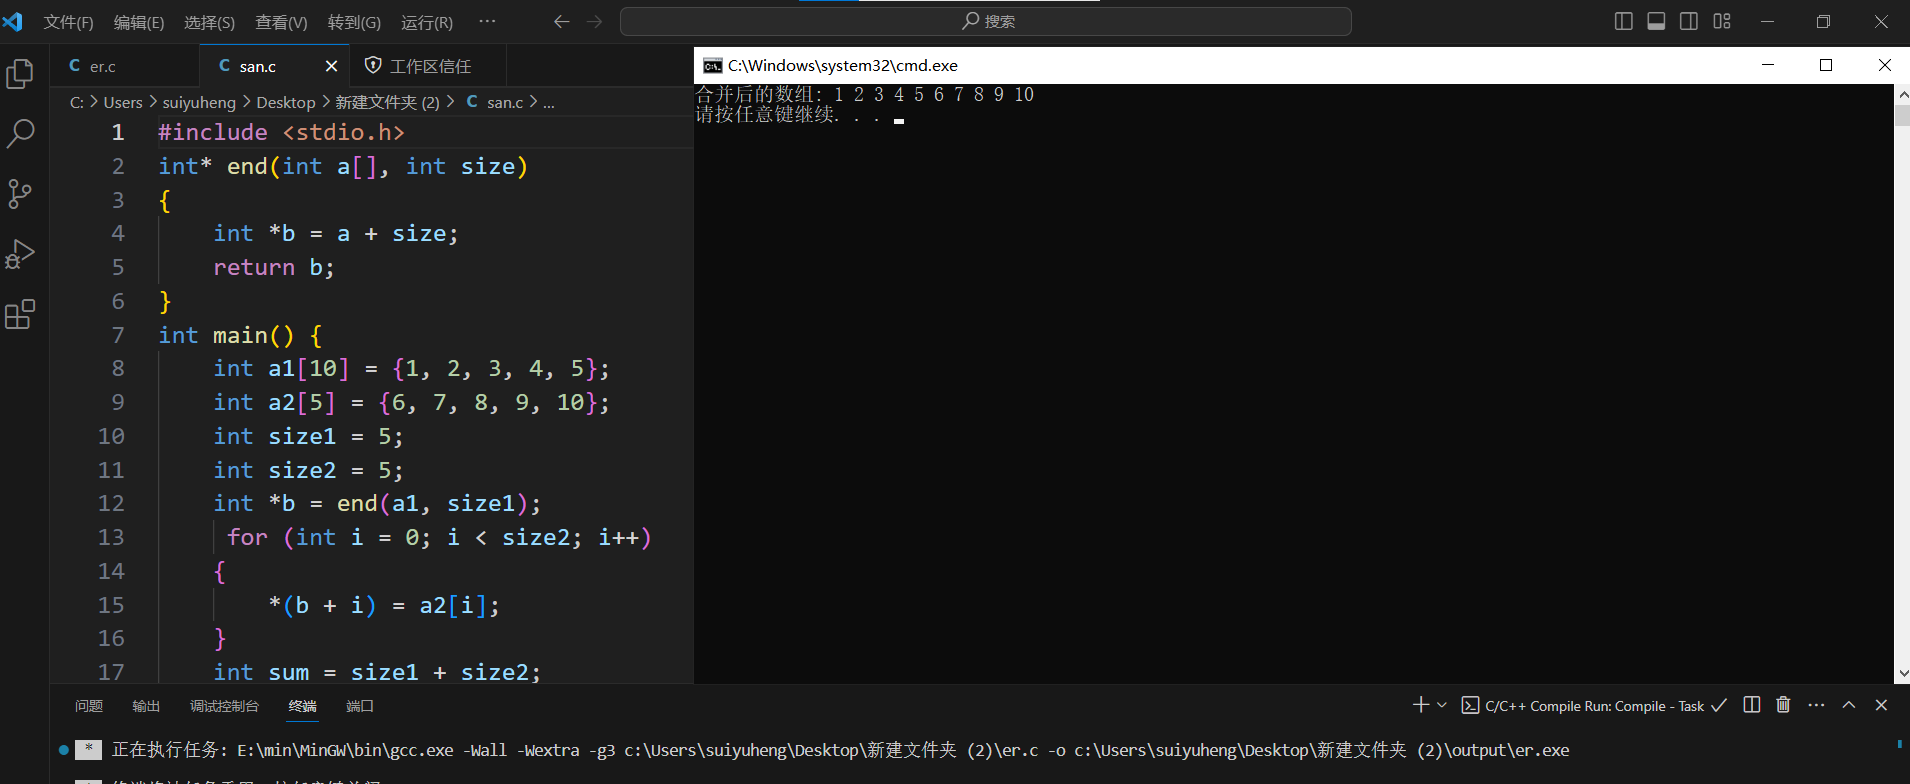 文件(F) 编辑(E) 选择(S) 查看(V) 转到(G) 运行(R) ··· 搜索
C er.c C san.c 工作区信任
C: > Users > suiyuheng > Desktop > 新建文件夹 (2) > C san.c > ...
1 #include <stdio.h>
2 int* end(int a[], int size)
3 {
4 int *b = a + size;
5 return b;
6 }
7 int main() {
8 int a1[10] = {1, 2, 3, 4, 5};
9 int a2[5] = {6, 7, 8, 9, 10};
10 int size1 = 5;
11 int size2 = 5;
12 int *b = end(a1, size1);
13 for (int i = 0; i < size2; i++)
14 {
15 *(b + i) = a2[i];
16 }
17 int sum = size1 + size2;
C:\Windows\system32\cmd.exe
合并后的数组: 1 2 3 4 5 6 7 8 9 10
请按任意键继续. . .
问题 输出 调试控制台 终端 端口 C/C++ Compile Run: Compile - Task
* 正在执行任务: E:\min\MinGW\bin\gcc.exe -Wall -Wextra -g3 c:\Users\suiyuheng\Desktop\新建文件夹 (2)\er.c -o c:\Users\suiyuheng\Desktop\新建文件夹 (2)\output\er.exe